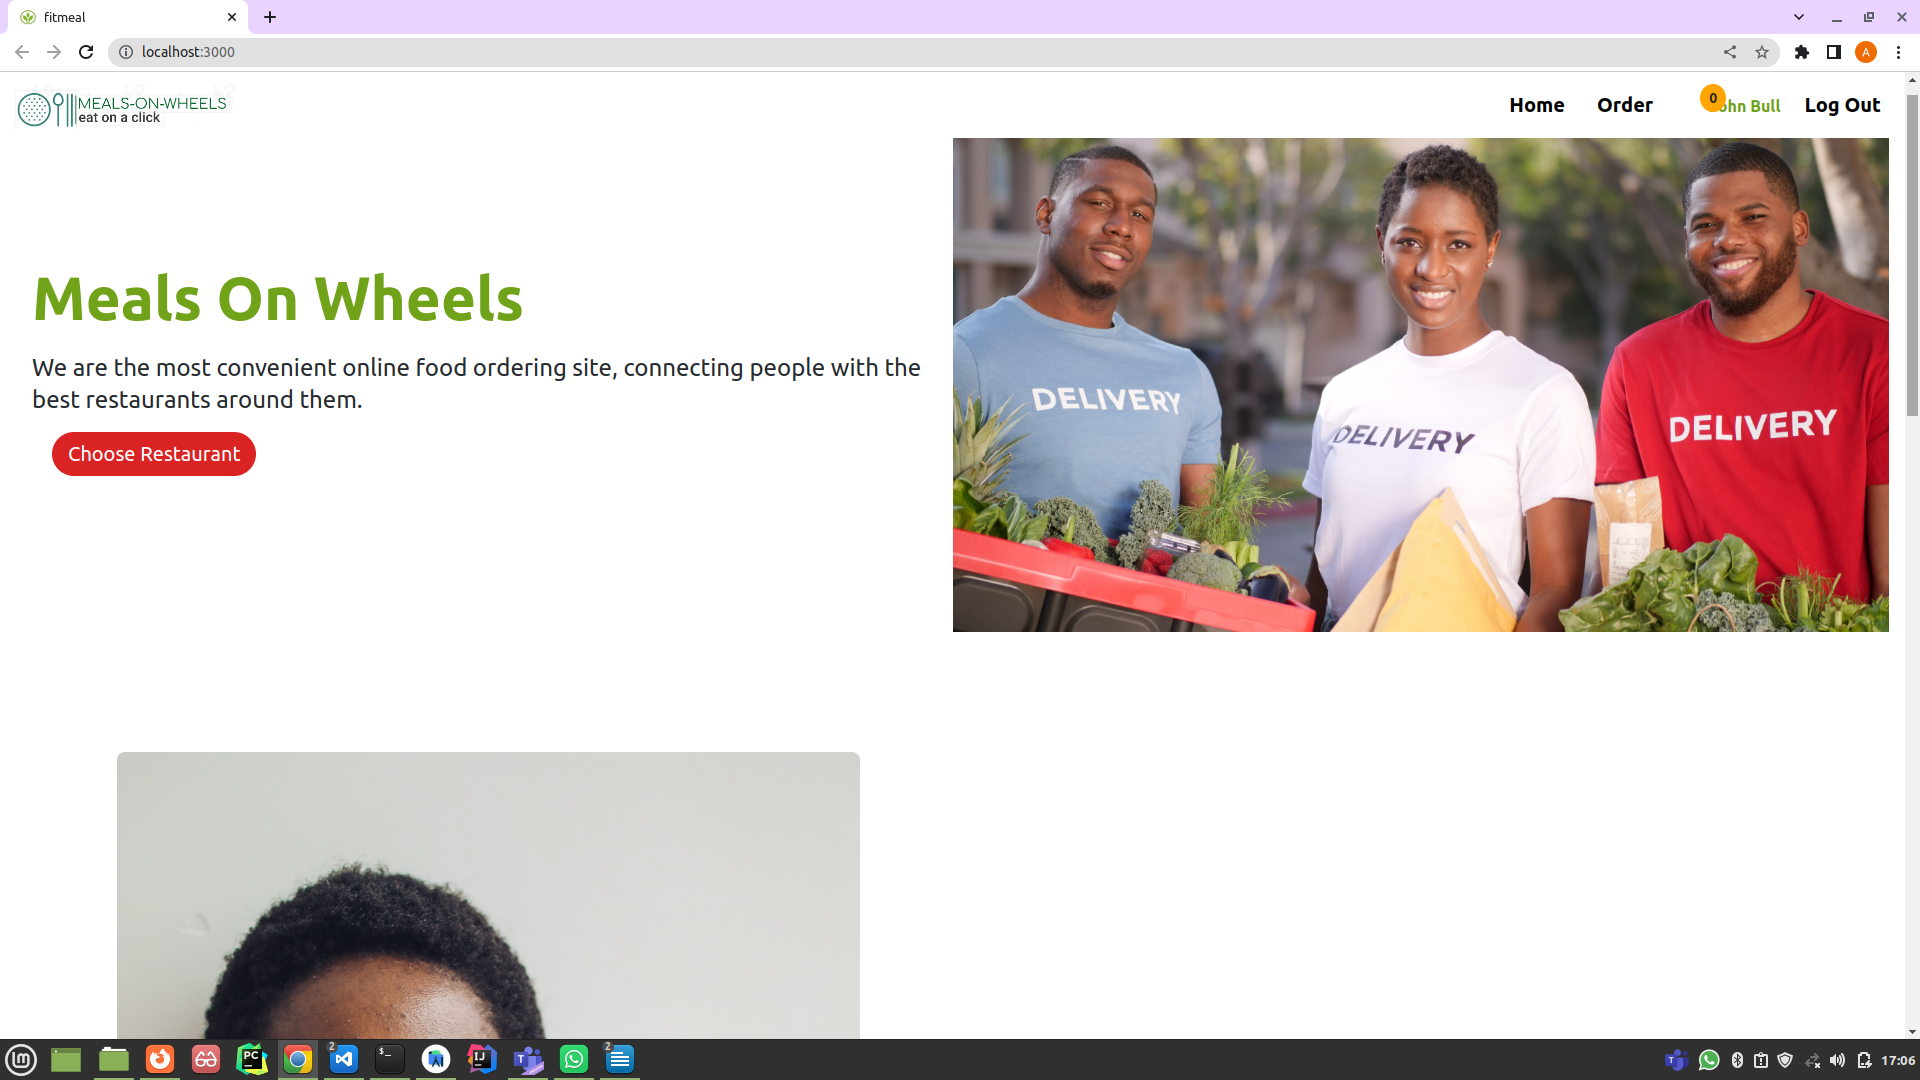 fitmeal
localhost:3000
A
MEALS-ON-WHEELS
eat on a click
Home
Order
0
ohn Bull
Log Out
Meals On Wheels
We are the most convenient online food ordering site, connecting people with the
best restaurants around them.
Choose Restaurant
DELIVERY
DELIVERY
DELIVERY
PC
2
$_
IJ
T
2
T
17:06